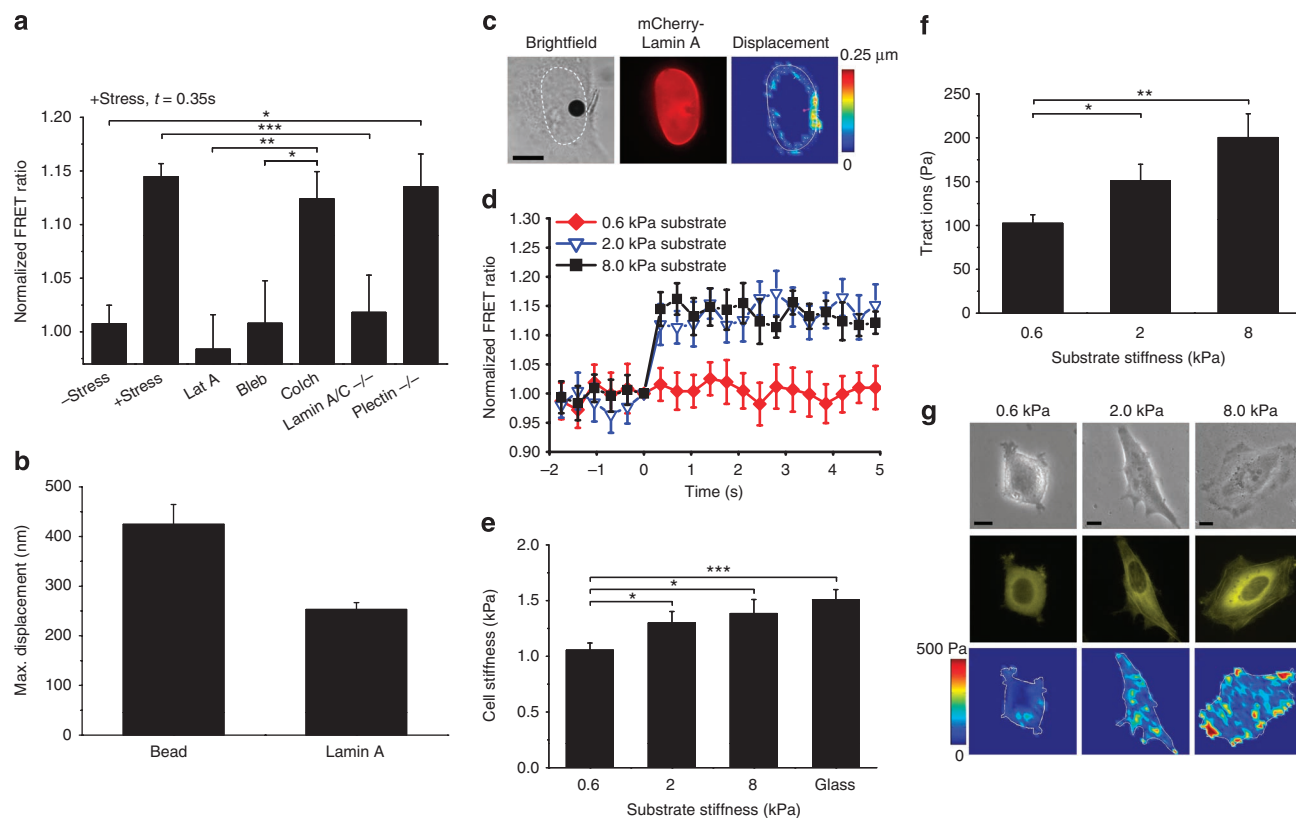 a
+Stress, t = 0.35s
Normalized FRET ratio
1.20
1.15
1.10
1.05
1.00
*
***
**
*
–Stress
+Stress
Lat A
Bleb
Colch
Lamin A/C –/–
Plectin –/–
b
Max. displacement (nm)
500
450
400
350
300
250
200
150
100
50
0
Bead
Lamin A
c
Brightfield
mCherry-
Lamin A
Displacement
0.25 μm
0
d
Normalized FRET ratio
1.30
1.25
1.20
1.15
1.10
1.05
1.00
0.95
0.90
0.6 kPa substrate
2.0 kPa substrate
8.0 kPa substrate
–2 –1 0 1 2 3 4 5
Time (s)
e
Cell stiffness (kPa)
2.0
1.5
1.0
0.5
0.0
***
*
*
0.6 2 8 Glass
Substrate stiffness (kPa)
f
Tract ions (Pa)
250
200
150
100
50
0
**
*
0.6 2 8
Substrate stiffness (kPa)
g
0.6 kPa 2.0 kPa 8.0 kPa
500 Pa
0